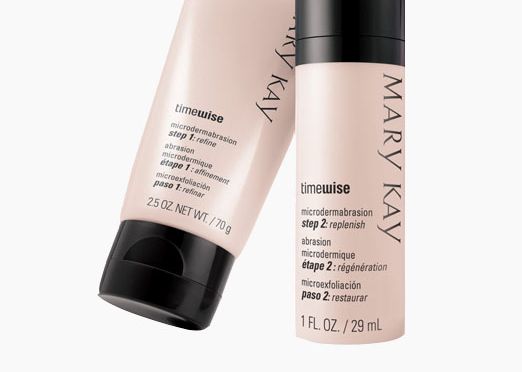 MARY KAY
timewise
microdermabrasion
step 1: refine
abrasion
microdermique
étape 1: affinement
microexfoliación
paso 1: refinar
2.5 OZ. NET WT. / 70 g
MARY KAY
timewise
microdermabrasion
step 2: replenish
abrasion
microdermique
étape 2: régénération
microexfoliación
paso 2: restaurar
1 FL. OZ. / 29 mL